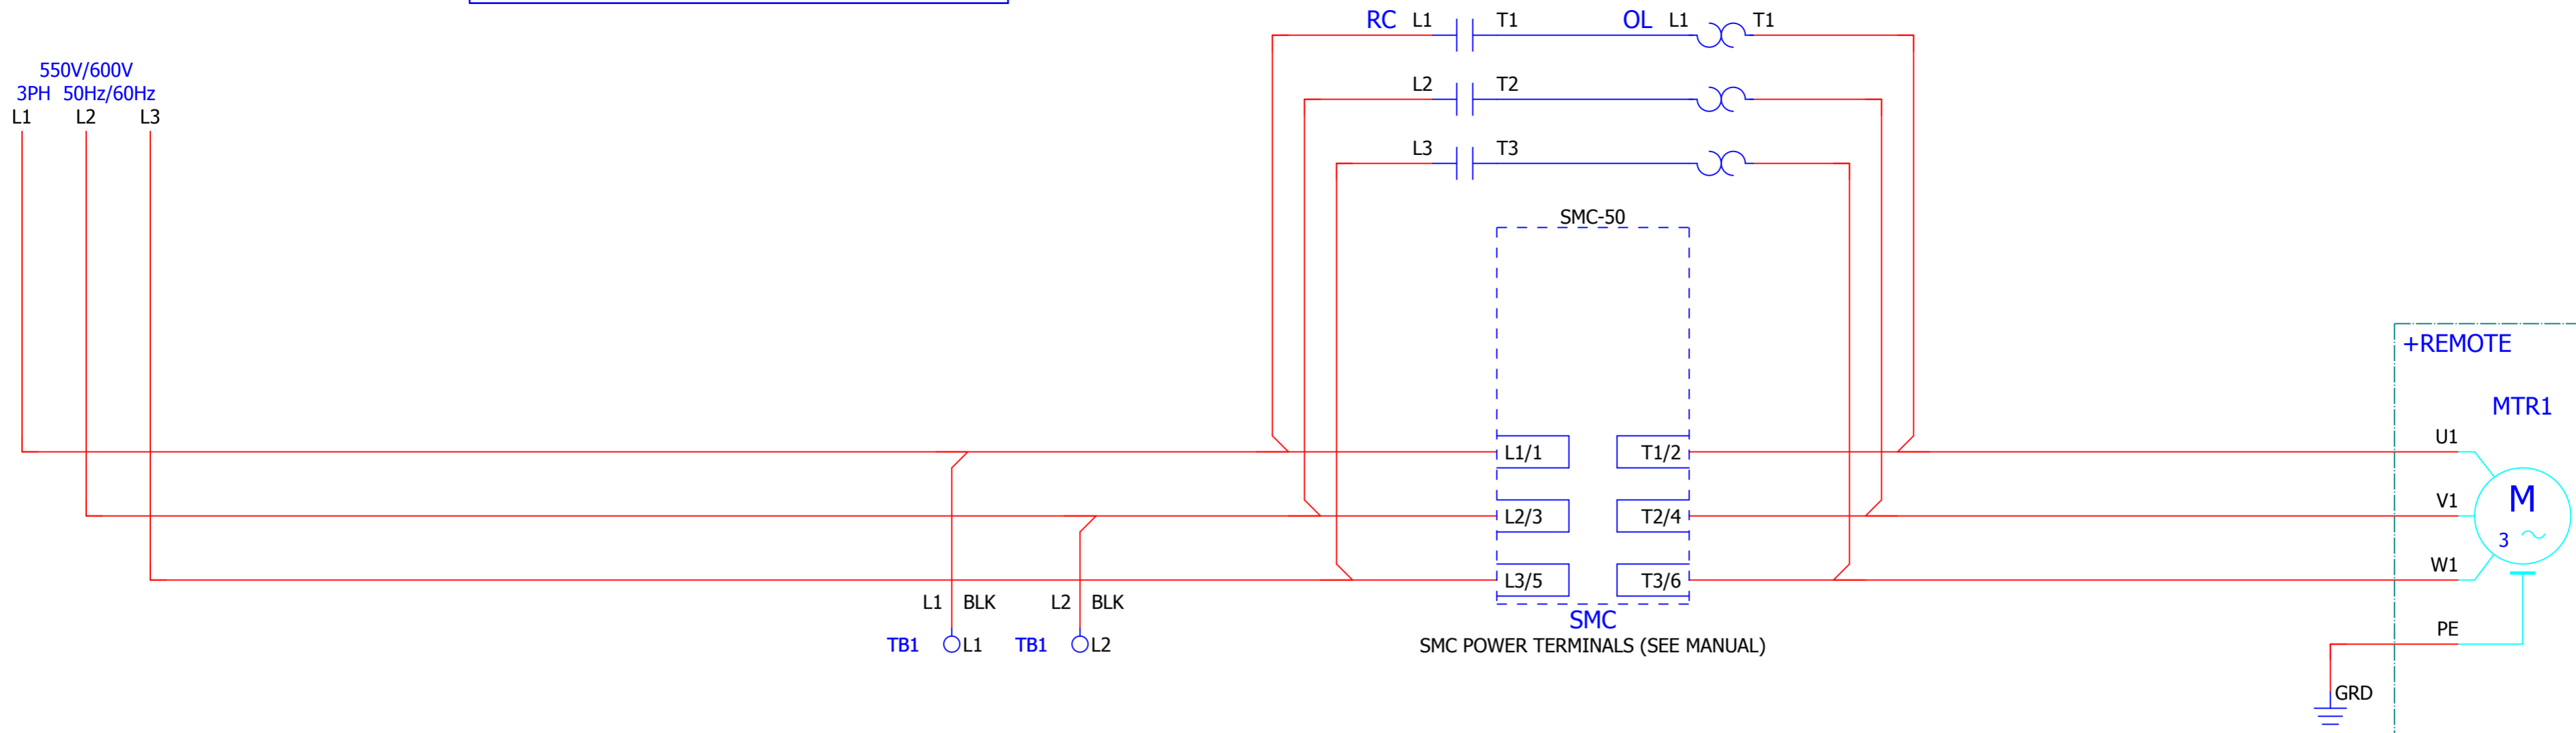 RC L1 T1 OL L1 T1
550V/600V
3PH 50Hz/60Hz
L1 L2 L3
L2 T2
L3 T3
SMC-50
+REMOTE
MTR1
L1/1 T1/2 U1
L2/3 T2/4 V1
M
3
L3/5 T3/6 W1
L1 BLK L2 BLK
SMC
TB1 L1 TB1 L2
SMC POWER TERMINALS (SEE MANUAL)
PE
GRD